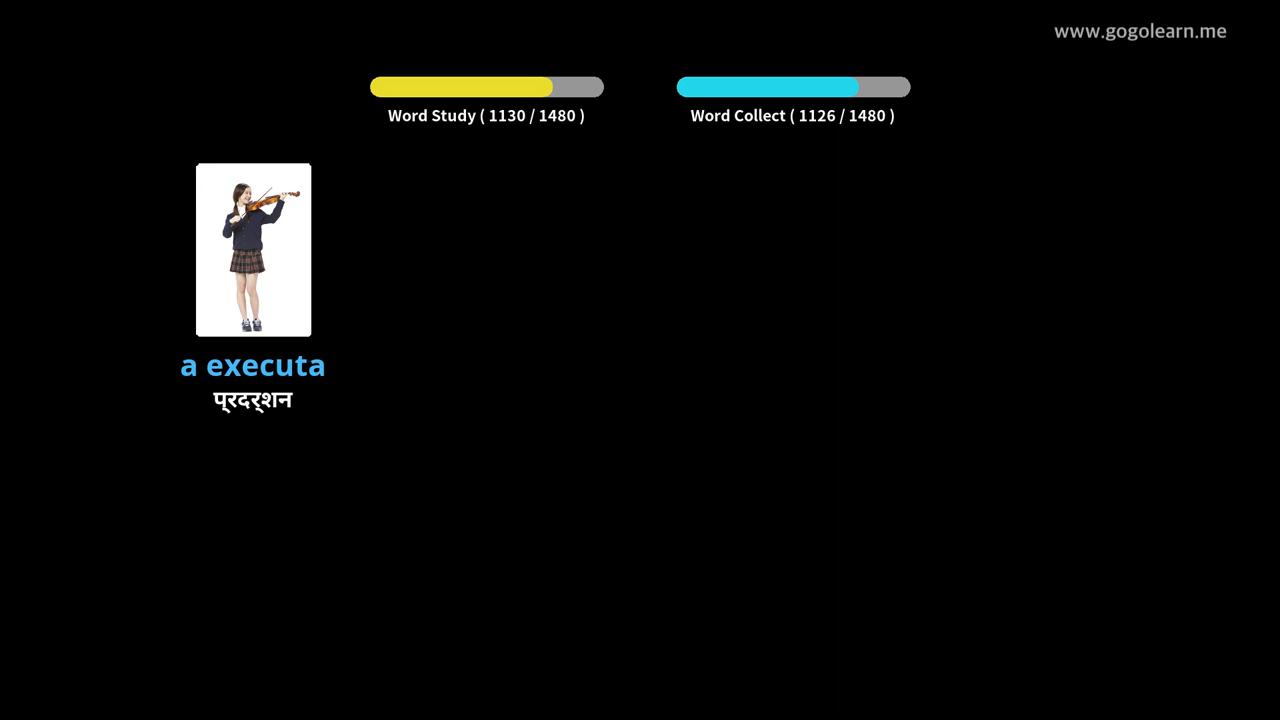 www.gogolearn.me
Word Study ( 1130 / 1480 )
Word Collect ( 1126 / 1480 )
a executa
प्रदर्शन